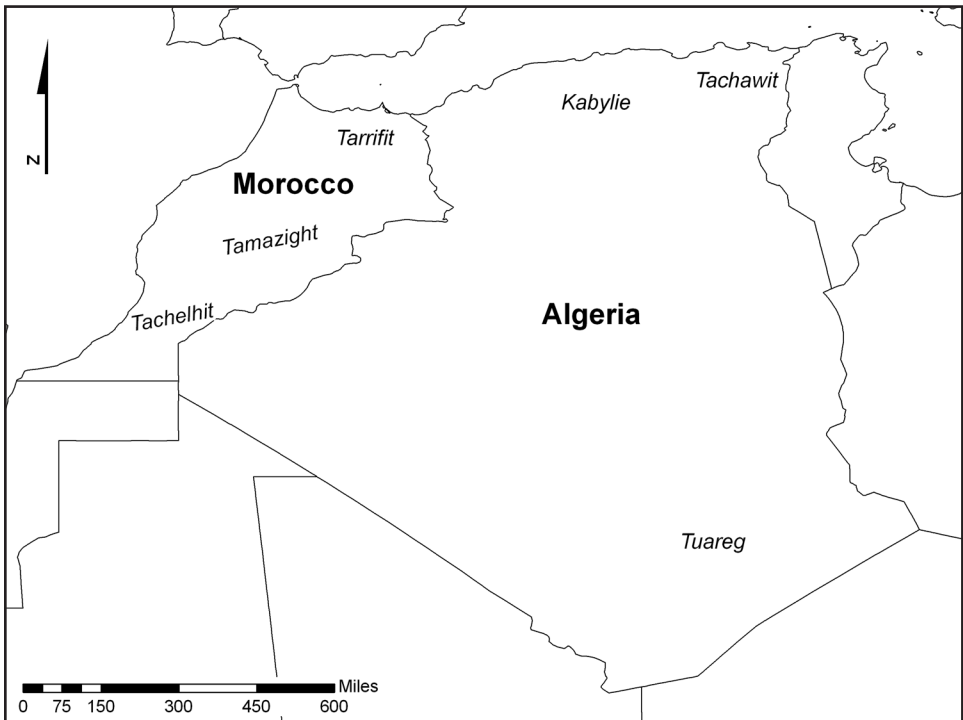 Tachawit
Kabylie
Tarrifit
N
Morocco
Tamazight
Tachelhit
Algeria
Tuareg
Miles
0 75 150 300 450 600